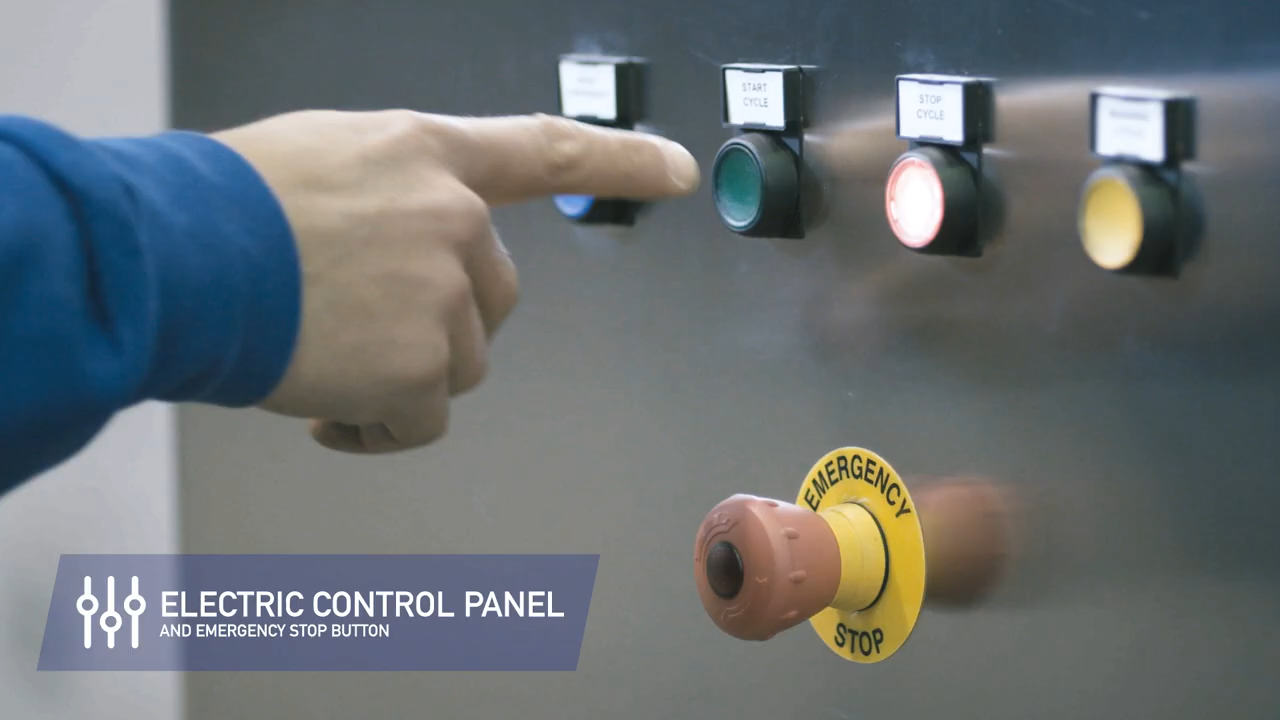 START
CYCLE
STOP
CYCLE
EMERGENCY
STOP
ELECTRIC CONTROL PANEL
AND EMERGENCY STOP BUTTON